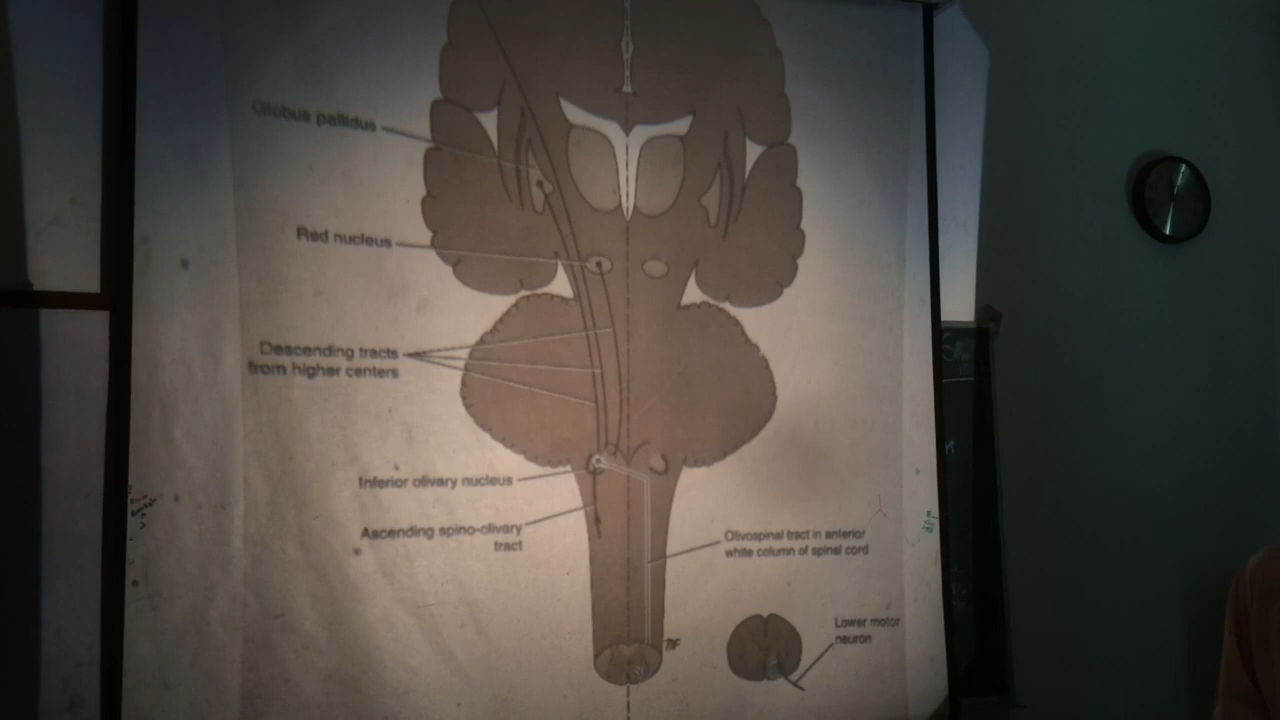 Globus pallidus
Red nucleus
Descending tracts
from higher centers
Inferior olivary nucleus
Ascending spino-olivary
tract
Olivospinal tract in anterior
white column of spinal cord
Lower motor
neuron